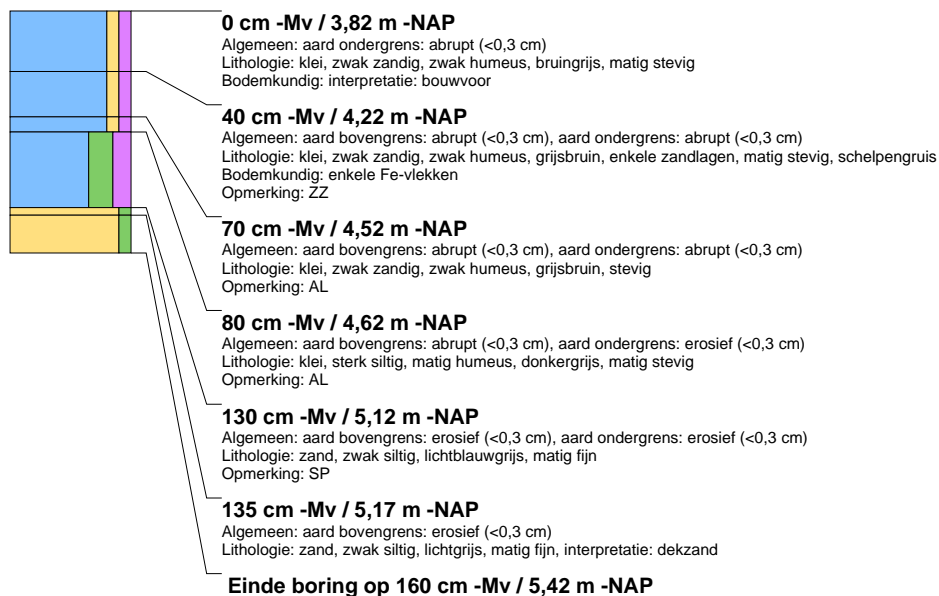 0 cm -Mv / 3,82 m -NAP
Algemeen: aard ondergrens: abrupt (<0,3 cm)
Lithologie: klei, zwak zandig, zwak humeus, bruingrijs, matig stevig
Bodemkundig: interpretatie: bouwvoor
40 cm -Mv / 4,22 m -NAP
Algemeen: aard bovengrens: abrupt (<0,3 cm), aard ondergrens: abrupt (<0,3 cm)
Lithologie: klei, zwak zandig, zwak humeus, grijsbruin, enkele zandlagen, matig stevig, schelpengruis
Bodemkundig: enkele Fe-vlekken
Opmerking: ZZ
70 cm -Mv / 4,52 m -NAP
Algemeen: aard bovengrens: abrupt (<0,3 cm), aard ondergrens: abrupt (<0,3 cm)
Lithologie: klei, zwak zandig, zwak humeus, grijsbruin, stevig
Opmerking: AL
80 cm -Mv / 4,62 m -NAP
Algemeen: aard bovengrens: abrupt (<0,3 cm), aard ondergrens: erosief (<0,3 cm)
Lithologie: klei, sterk siltig, matig humeus, donkergrijs, matig stevig
Opmerking: AL
130 cm -Mv / 5,12 m -NAP
Algemeen: aard bovengrens: erosief (<0,3 cm), aard ondergrens: erosief (<0,3 cm)
Lithologie: zand, zwak siltig, lichtblauwgrijs, matig fijn
Opmerking: SP
135 cm -Mv / 5,17 m -NAP
Algemeen: aard bovengrens: erosief (<0,3 cm)
Lithologie: zand, zwak siltig, lichtgrijs, matig fijn, interpretatie: dekzand
Einde boring op 160 cm -Mv / 5,42 m -NAP